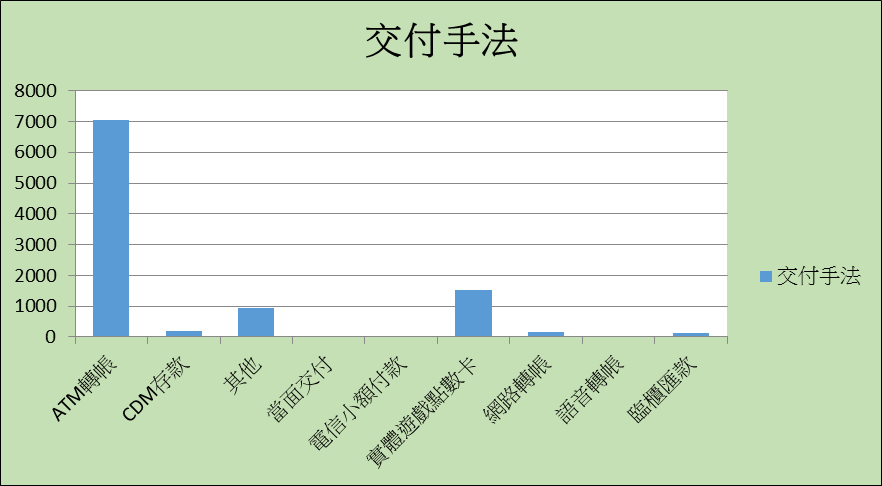 交付手法
8000
7000
6000
5000
4000
3000
2000
1000
0
ATM轉帳
CDM存款
其他
當面交付
電信小額付款
實體遊戲點數卡
網路轉帳
語音轉帳
臨櫃匯款
交付手法